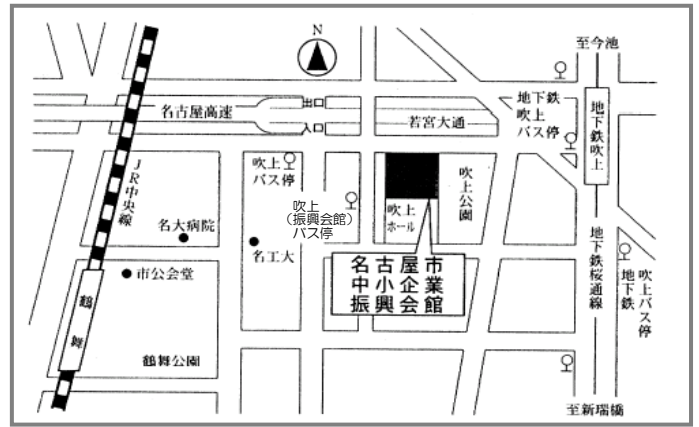 N
至今池
名古屋高速
出口
入口
若宮大通
地下鉄
吹上
バス停
地下鉄吹上
JR中央線
吹上
バス停
吹上
(振興会館)
バス停
吹上
ホール
吹上公園
名大病院
名工大
市公会堂
名古屋市
中小企業
振興会館
地下鉄桜通線
地下鉄
吹上バス停
鶴舞
鶴舞公園
至新瑞橋